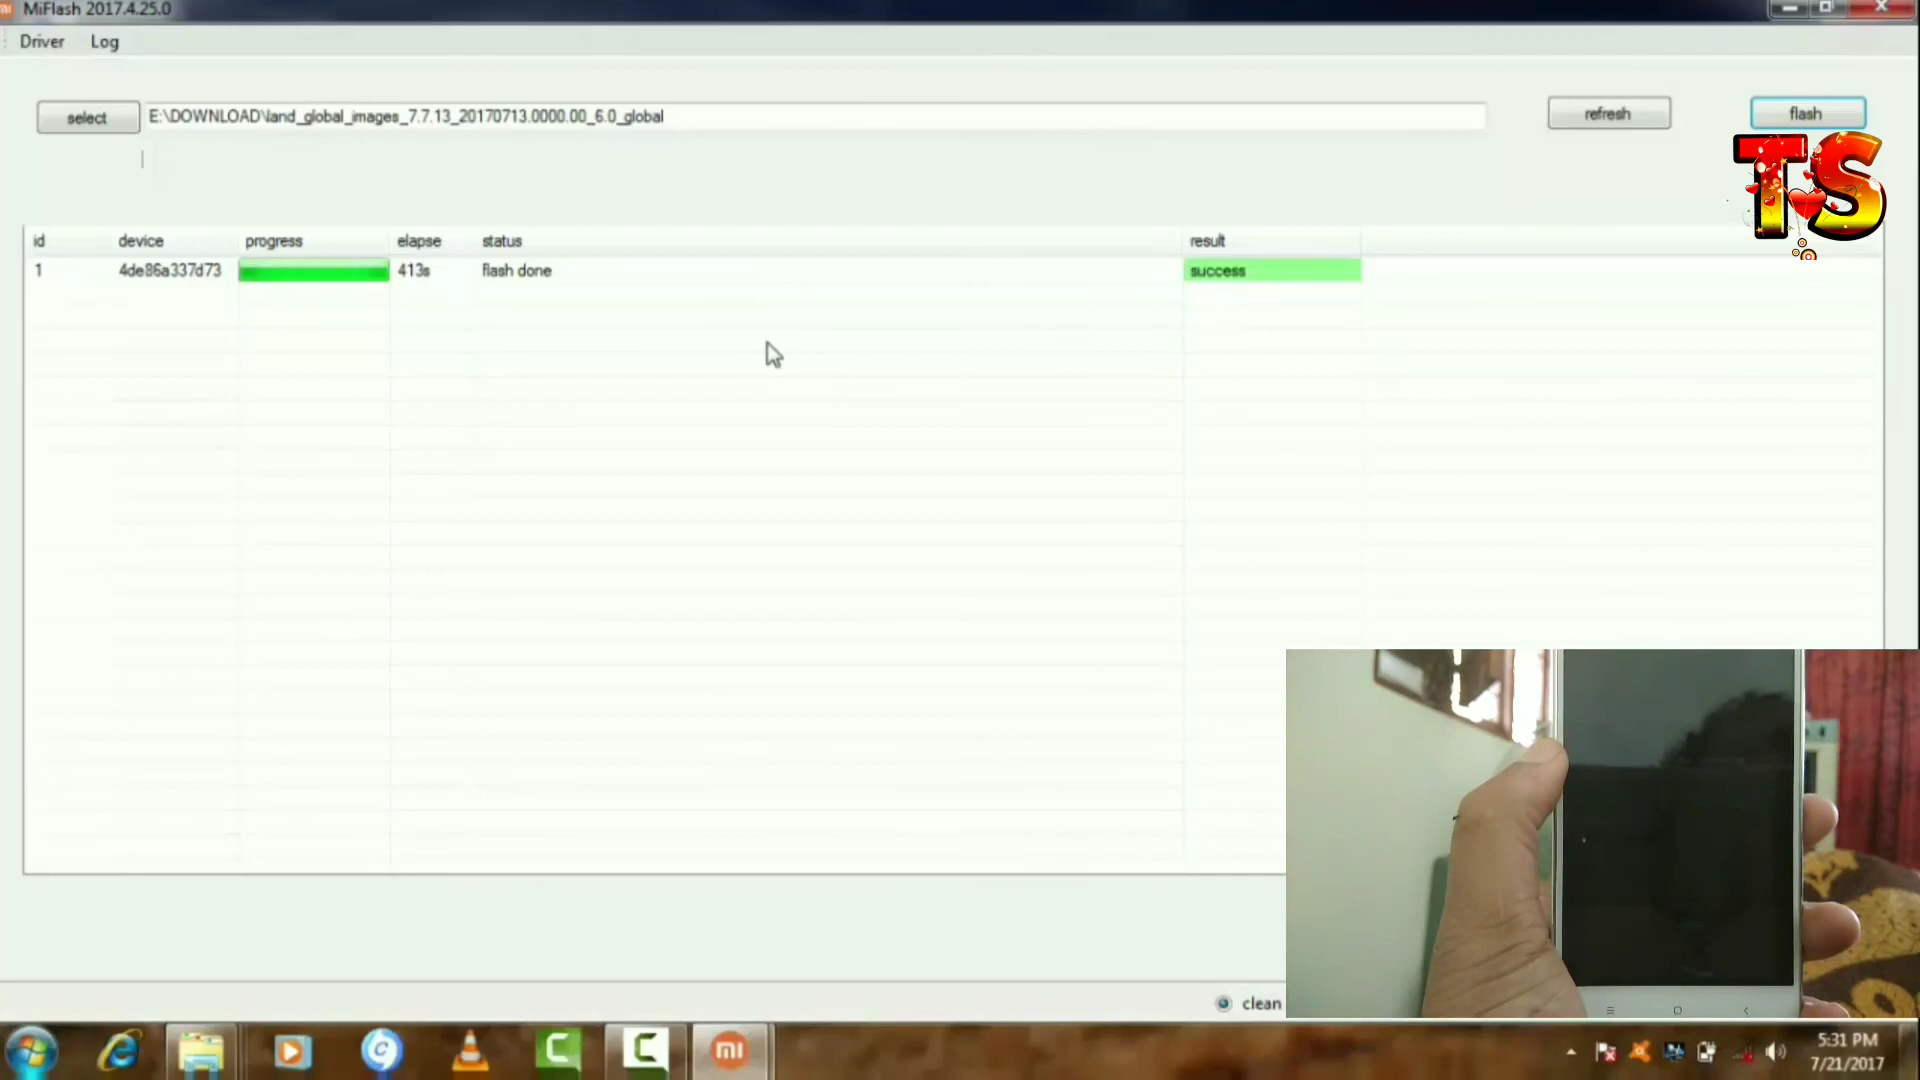 MiFlash 2017.4.25.0
Driver Log
select E:\DOWNLOAD\land_global_images_7.7.13_20170713.0000.00_6.0_global refresh flash
TS
id device progress elapse status result
1 4de86a337d73 413s flash done success
clean
5:31 PM
7/21/2017